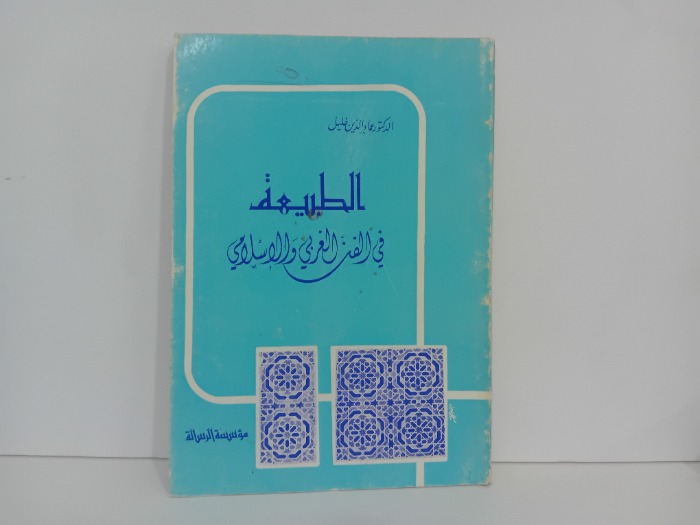 الدكتور عماد الدين خليل
الطبيعة
في الفن الغربي والإسلامي
مؤسسة الرسالة